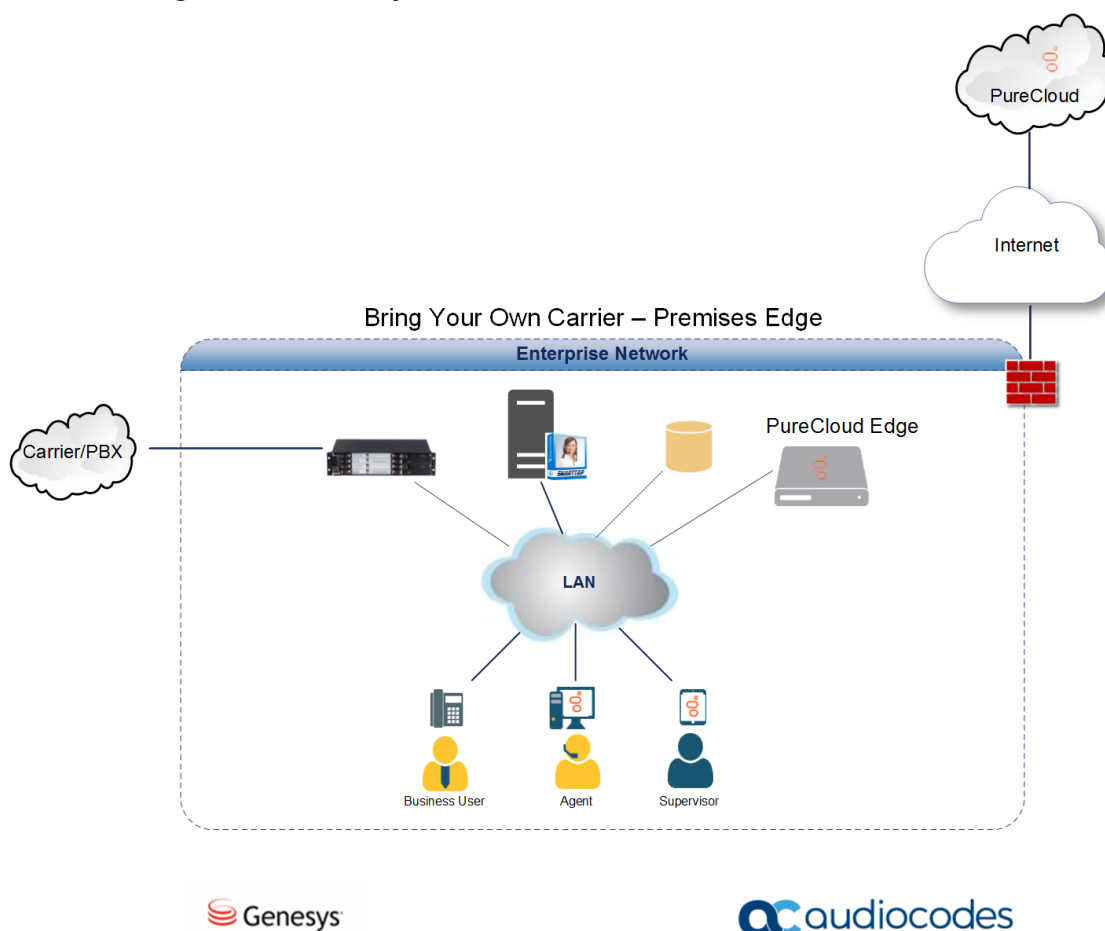 PureCloud
Internet
Bring Your Own Carrier – Premises Edge
Enterprise Network
Carrier/PBX
SMARTTAP
PureCloud Edge
LAN
Business User
Agent
Supervisor
Genesys
audiocodes